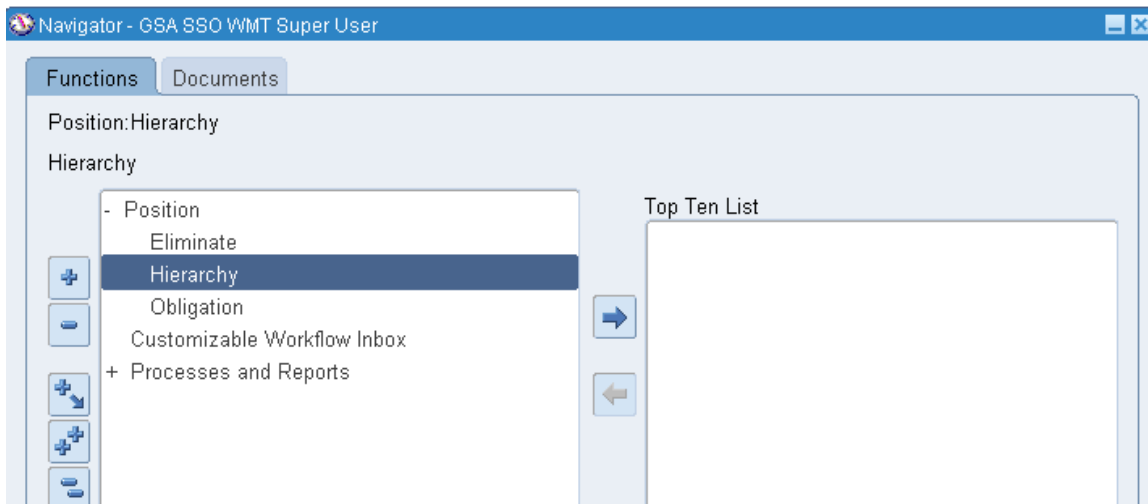 Navigator - GSA SSO WMT Super User
Functions Documents
Position:Hierarchy
Hierarchy
- Position
Eliminate
Hierarchy
Obligation
Customizable Workflow Inbox
+ Processes and Reports
Top Ten List